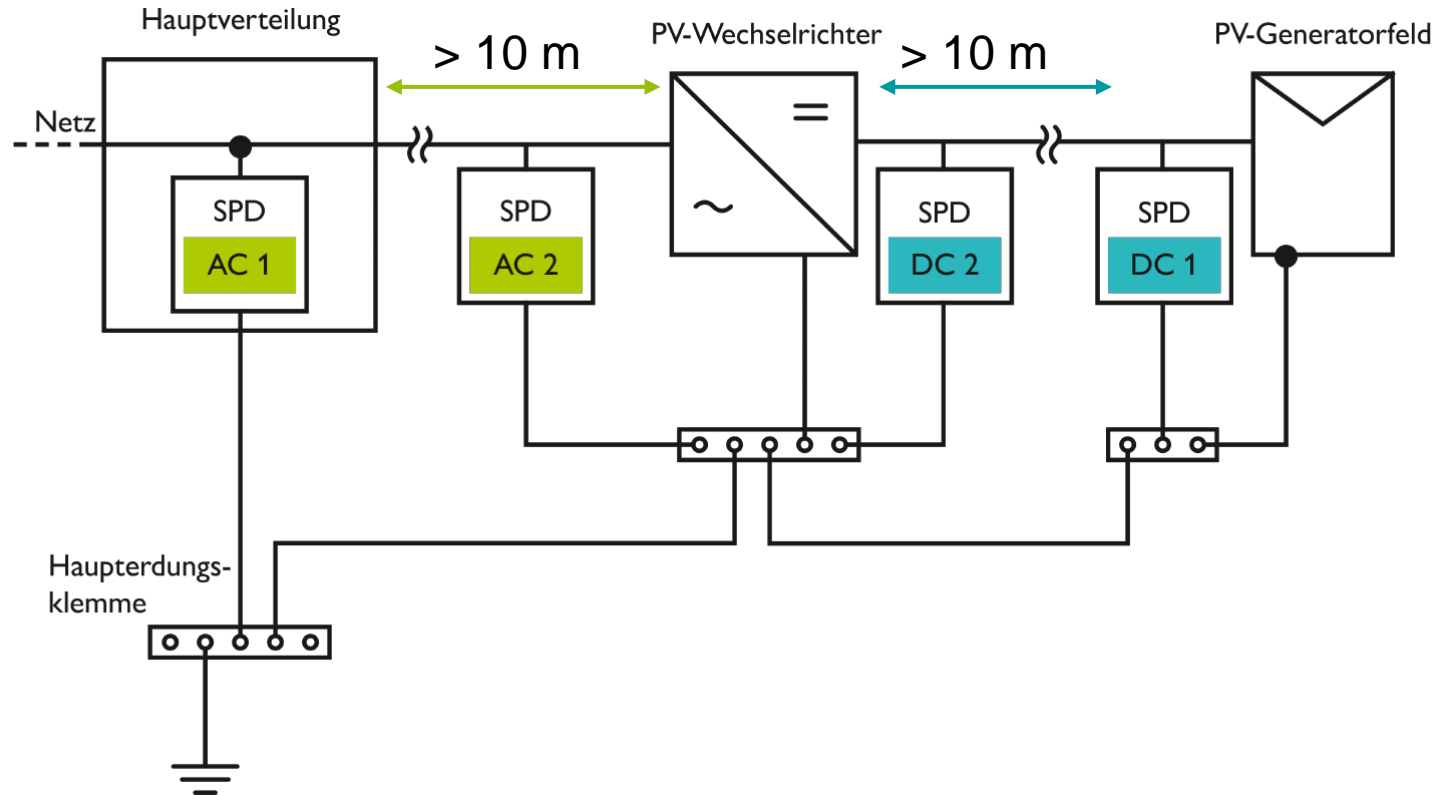 Hauptverteilung
> 10 m
PV-Wechselrichter
> 10 m
PV-Generatorfeld
Netz
SPD
AC 1
SPD
AC 2
SPD
DC 2
SPD
DC 1
Haupterdungs-
klemme